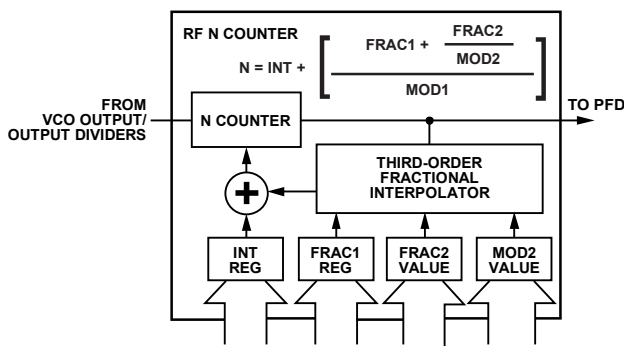 RF N COUNTER
N = INT +
FRAC1 +
FRAC2
MOD2
MOD1
FROM
VCO OUTPUT/
OUTPUT DIVIDERS
N COUNTER
TO PFD
THIRD-ORDER
FRACTIONAL
INTERPOLATOR
+
INT
REG
FRAC1
REG
FRAC2
VALUE
MOD2
VALUE